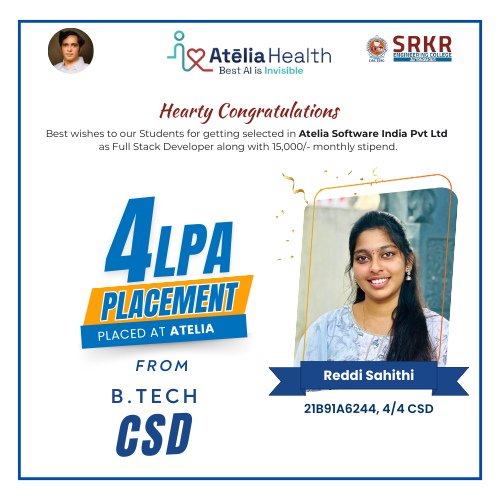 Atēlia Health
Best AI is Invisible
SRKR
ENGINEERING COLLEGE
AUTONOMOUS
Hearty Congratulations
Best wishes to our Students for getting selected in Atelia Software India Pvt Ltd
as Full Stack Developer along with 15,000/- monthly stipend.
4LPA
PLACEMENT
PLACED AT ATELIA
FROM
B.TECH
CSD
Reddi Sahithi
21B91A6244, 4/4 CSD